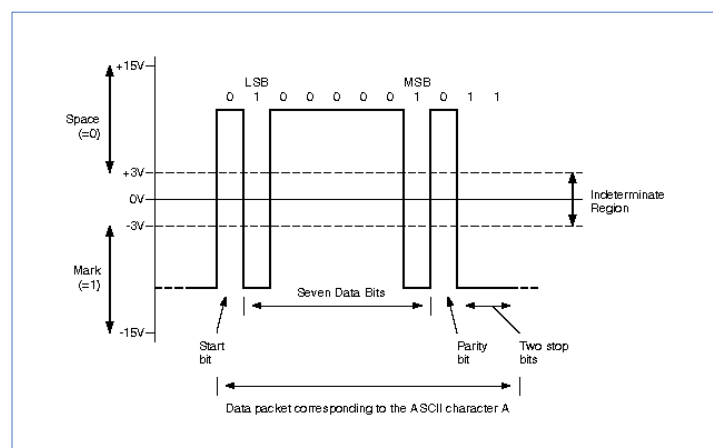 +15V
LSB MSB
0 1 0 0 0 0 0 1 0 1 1
Space
(=0)
+3V
0V
-3V
Indeterminate
Region
Mark
(=1)
Seven Data Bits
-15V
Start
bit
Parity
bit
Two stop
bits
Data packet corresponding to the ASCII character A